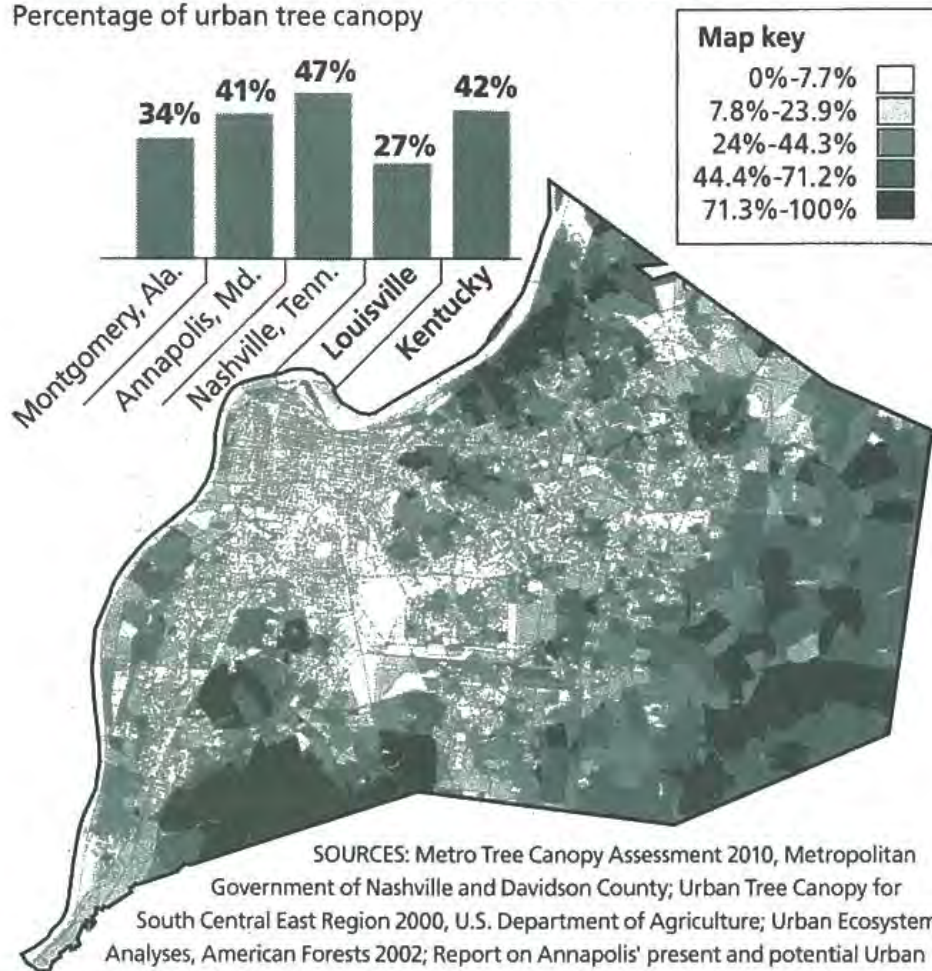 Percentage of urban tree canopy
34%
41%
47%
27%
42%
Montgomery, Ala.
Annapolis, Md.
Nashville, Tenn.
Louisville
Kentucky
Map key
0%-7.7%
7.8%-23.9%
24%-44.3%
44.4%-71.2%
71.3%-100%
SOURCES: Metro Tree Canopy Assessment 2010, Metropolitan
Government of Nashville and Davidson County; Urban Tree Canopy for
South Central East Region 2000, U.S. Department of Agriculture; Urban Ecosystem
Analyses, American Forests 2002; Report on Annapolis' present and potential Urban